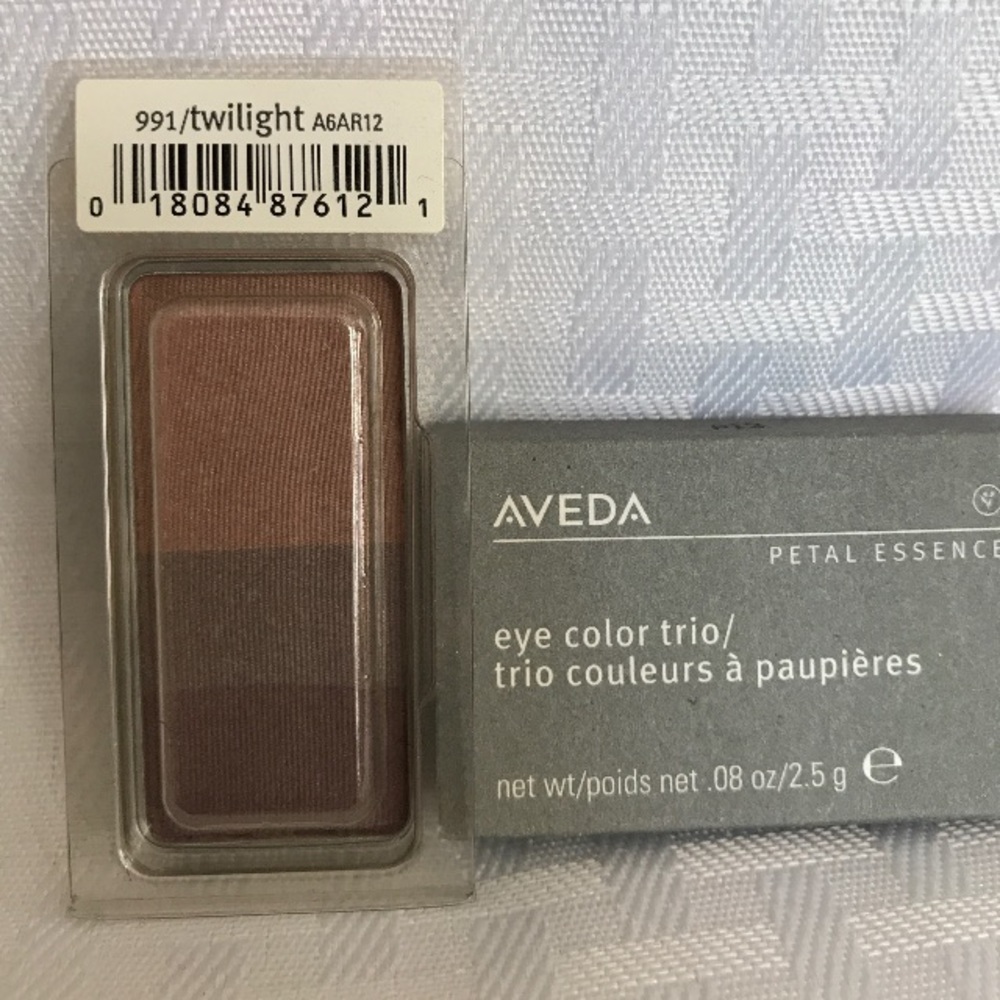 991/twilight A6AR12
0 18084 87612 1
AVEDA
PETAL ESSENCE
eye color trio/
trio couleurs à paupières
net wt/poids net .08 oz/2.5 g e